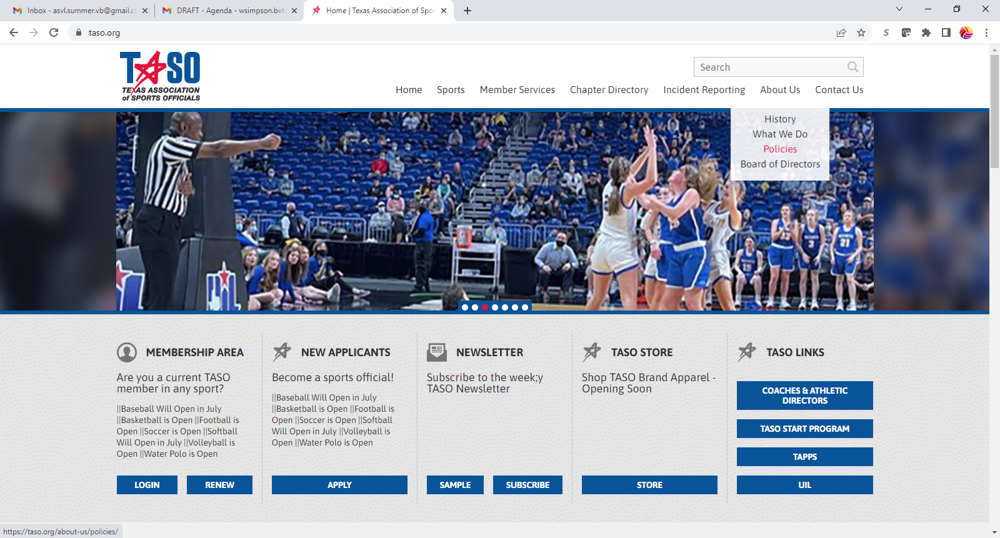 Inbox - asvl.summer.vb@gmail.co
DRAFT - Agenda - wsimpson.bvta
Home | Texas Association of Spor
taso.org
TASO
TEXAS ASSOCIATION
of SPORTS OFFICIALS
Search
Home Sports Member Services Chapter Directory Incident Reporting About Us Contact Us
History
What We Do
Policies
Board of Directors
3
21
MEMBERSHIP AREA
Are you a current TASO
member in any sport?
||Baseball Will Open in July
||Basketball is Open ||Football is
Open ||Soccer is Open ||Softball
Will Open in July ||Volleyball is
Open ||Water Polo is Open
LOGIN RENEW
NEW APPLICANTS
Become a sports official!
||Baseball Will Open in July
||Basketball is Open ||Football is
Open ||Soccer is Open ||Softball
Will Open in July ||Volleyball is
Open ||Water Polo is Open
APPLY
NEWSLETTER
Subscribe to the week;y
TASO Newsletter
SAMPLE SUBSCRIBE
TASO STORE
Shop TASO Brand Apparel -
Opening Soon
STORE
TASO LINKS
COACHES & ATHLETIC
DIRECTORS
TASO START PROGRAM
TAPPS
UIL
https://taso.org/about-us/policies/